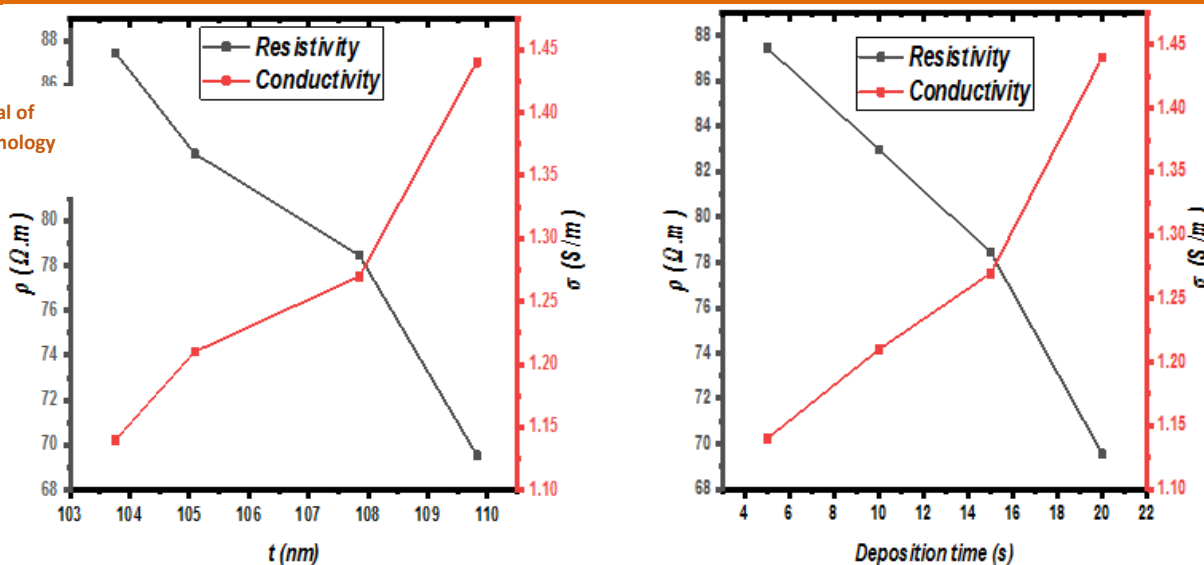 Resistivity
Conductivity
88
86
80
78
76
74
72
70
68
ρ (Ω.m)
1.45
1.40
1.35
1.30
1.25
1.20
1.15
1.10
σ (S/m)
103 104 105 106 107 108 109 110
t (nm)
al of
nology
Resistivity
Conductivity
88
86
84
82
80
78
76
74
72
70
68
ρ (Ω.m)
1.45
1.40
1.35
1.30
1.25
1.20
1.15
1.10
σ (S/m)
4 6 8 10 12 14 16 18 20 22
Deposition time (s)